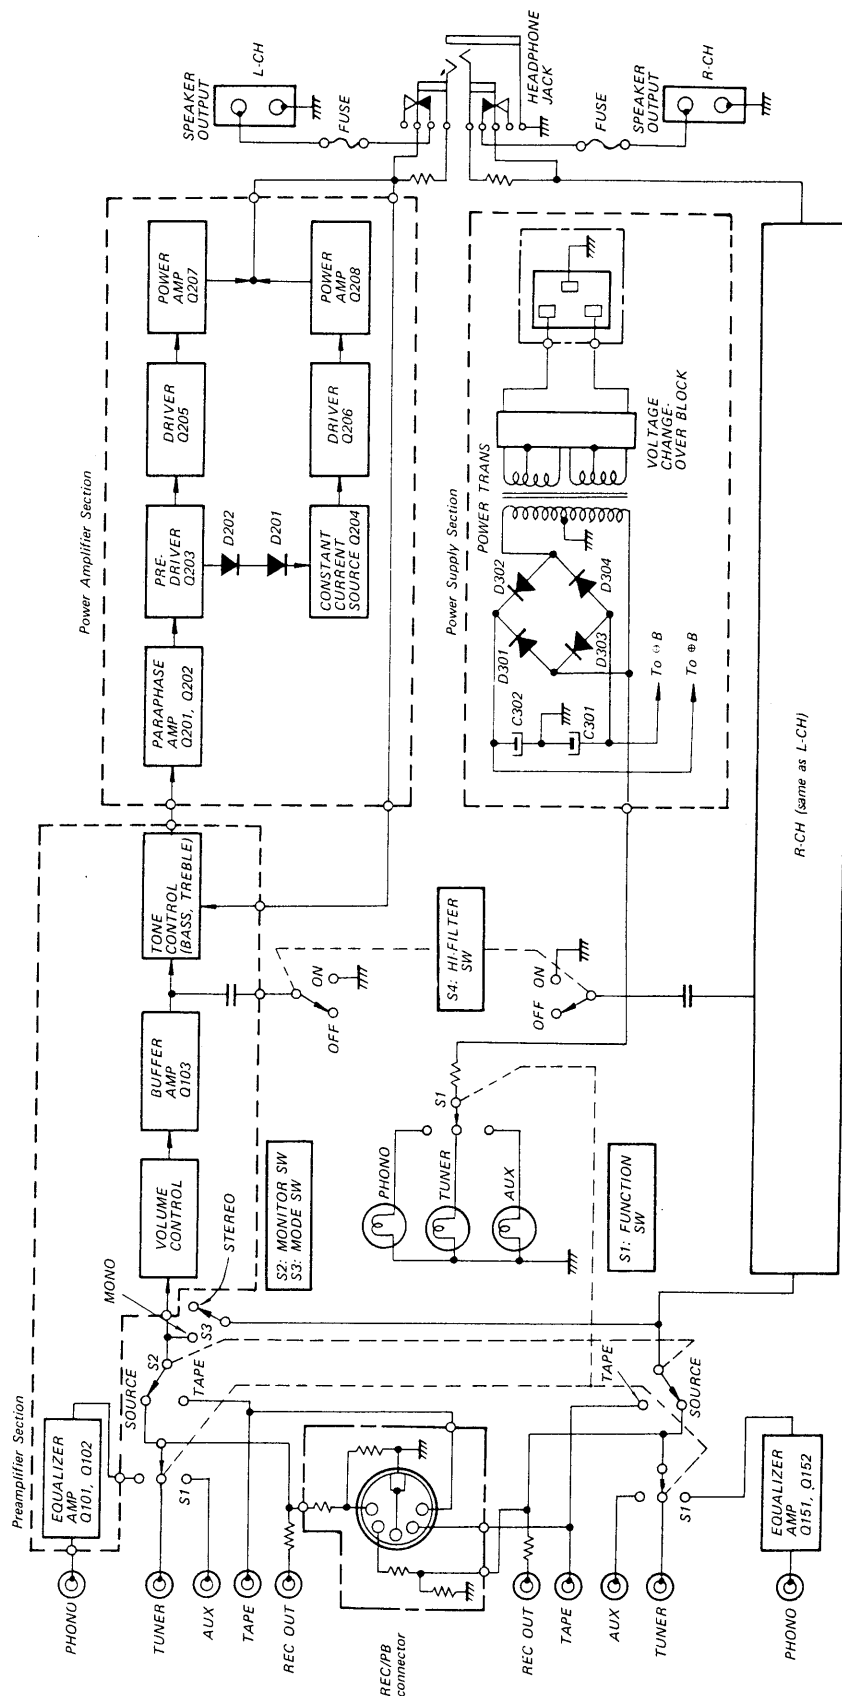 Preamplifier Section
PHONO
EQUALIZER
AMP
Q101, Q102
TUNER
AUX
TAPE
REC OUT
S1
SOURCE
TAPE
S2
MONO
S3
STEREO
VOLUME
CONTROL
BUFFER
AMP
Q103
TONE
CONTROL
(BASS, TREBLE)
S2: MONITOR SW
S3: MODE SW
OFF
ON
Power Amplifier Section
PARAPHASE
AMP
Q201, Q202
PRE-
DRIVER
Q203
DRIVER
Q205
POWER
AMP
Q207
D202
D201
CONSTANT
CURRENT
SOURCE Q204
DRIVER
Q206
POWER
AMP
Q208
SPEAKER
OUTPUT
L-CH
FUSE
HEADPHONE
JACK
FUSE
SPEAKER
OUTPUT
R-CH
REC/PB
connector
PHONO
TUNER
AUX
S1
S1: FUNCTION
SW
S4: HI-FILTER
SW
OFF
ON
Power Supply Section
POWER TRANS
D302
D304
D301
D303
C302
C301
To ⊖ B
To ⊕ B
VOLTAGE
CHANGE-
OVER BLOCK
REC OUT
TAPE
AUX
TUNER
PHONO
TAPE
SOURCE
S1
EQUALIZER
AMP
Q151, Q152
R-CH (same as L-CH)